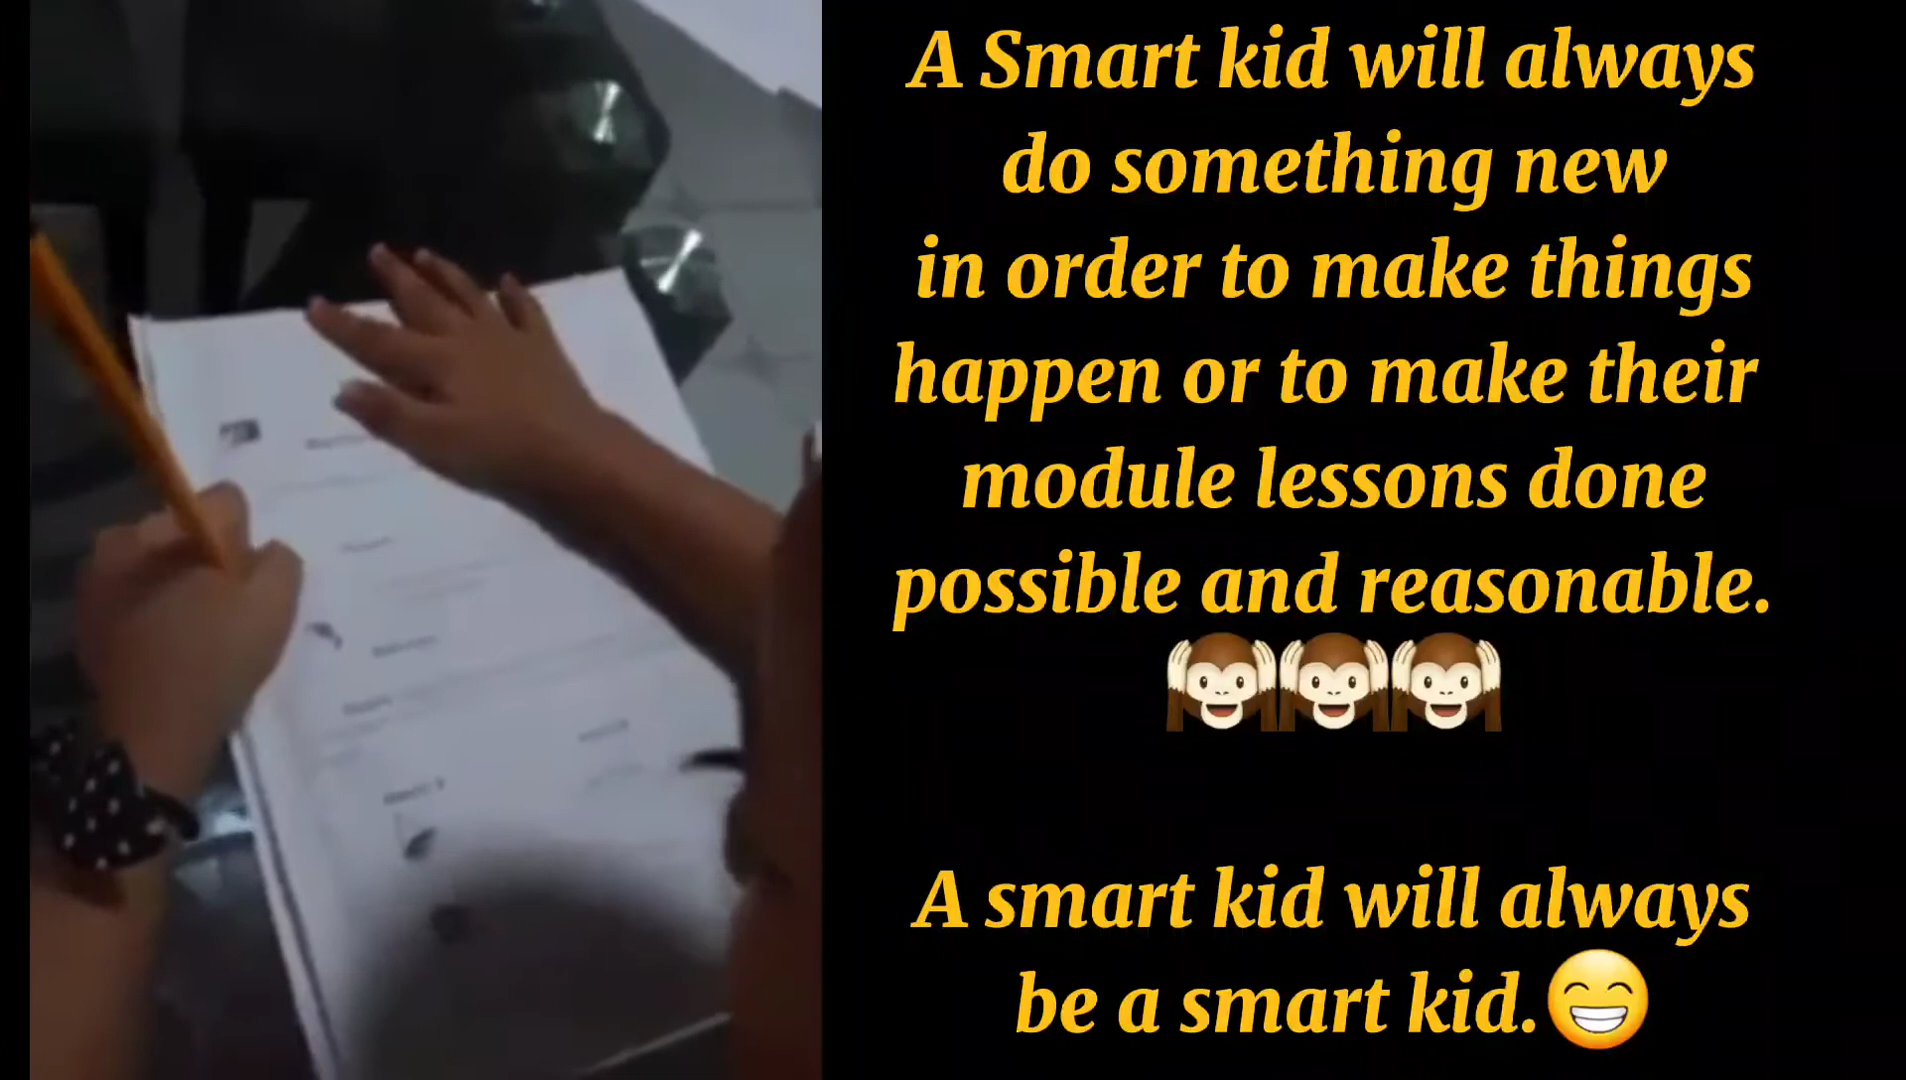 A Smart kid will always
do something new
in order to make things
happen or to make their
module lessons done
possible and reasonable.
🙉🙉🙉
A smart kid will always
be a smart kid.😁